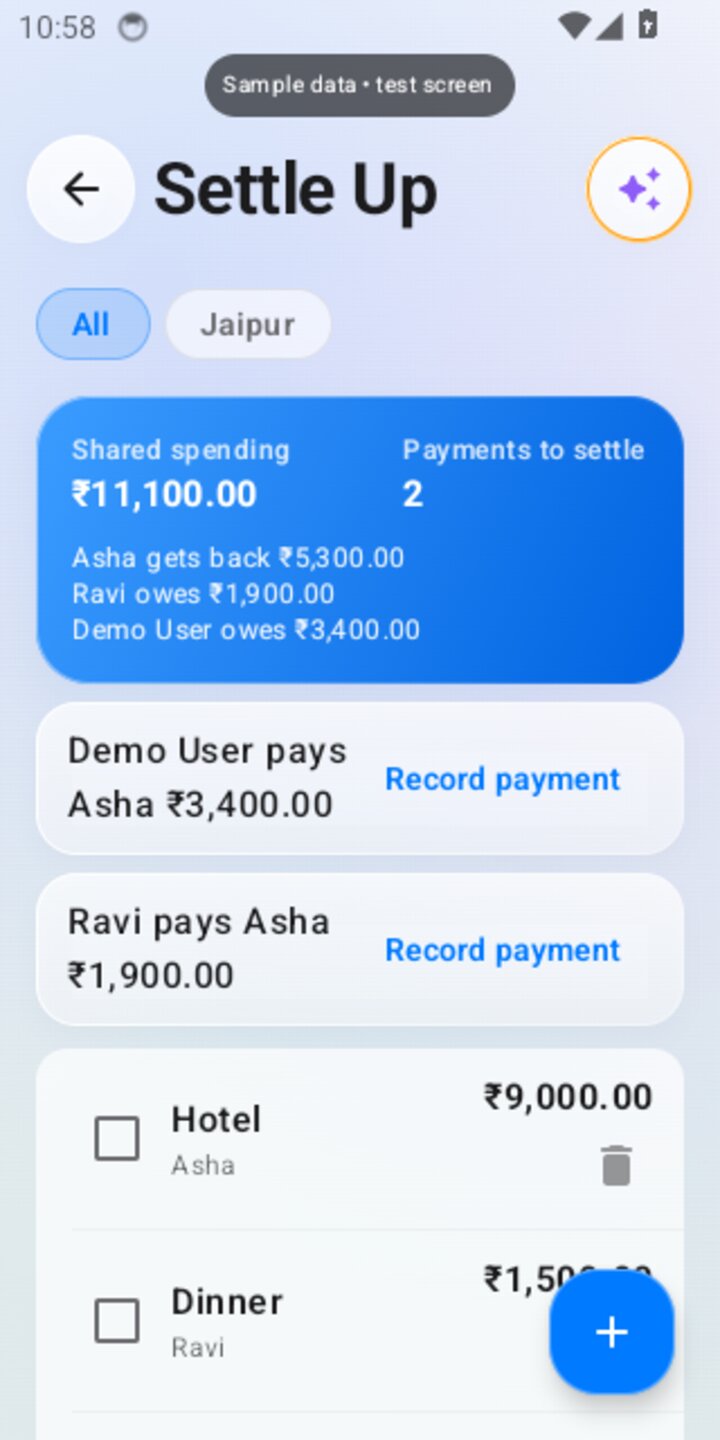 10:58
Sample data • test screen
Settle Up
All
Jaipur
Shared spending
₹11,100.00
Payments to settle
2
Asha gets back ₹5,300.00
Ravi owes ₹1,900.00
Demo User owes ₹3,400.00
Demo User pays
Asha ₹3,400.00
Record payment
Ravi pays Asha
₹1,900.00
Record payment
Hotel
Asha
₹9,000.00
Dinner
Ravi